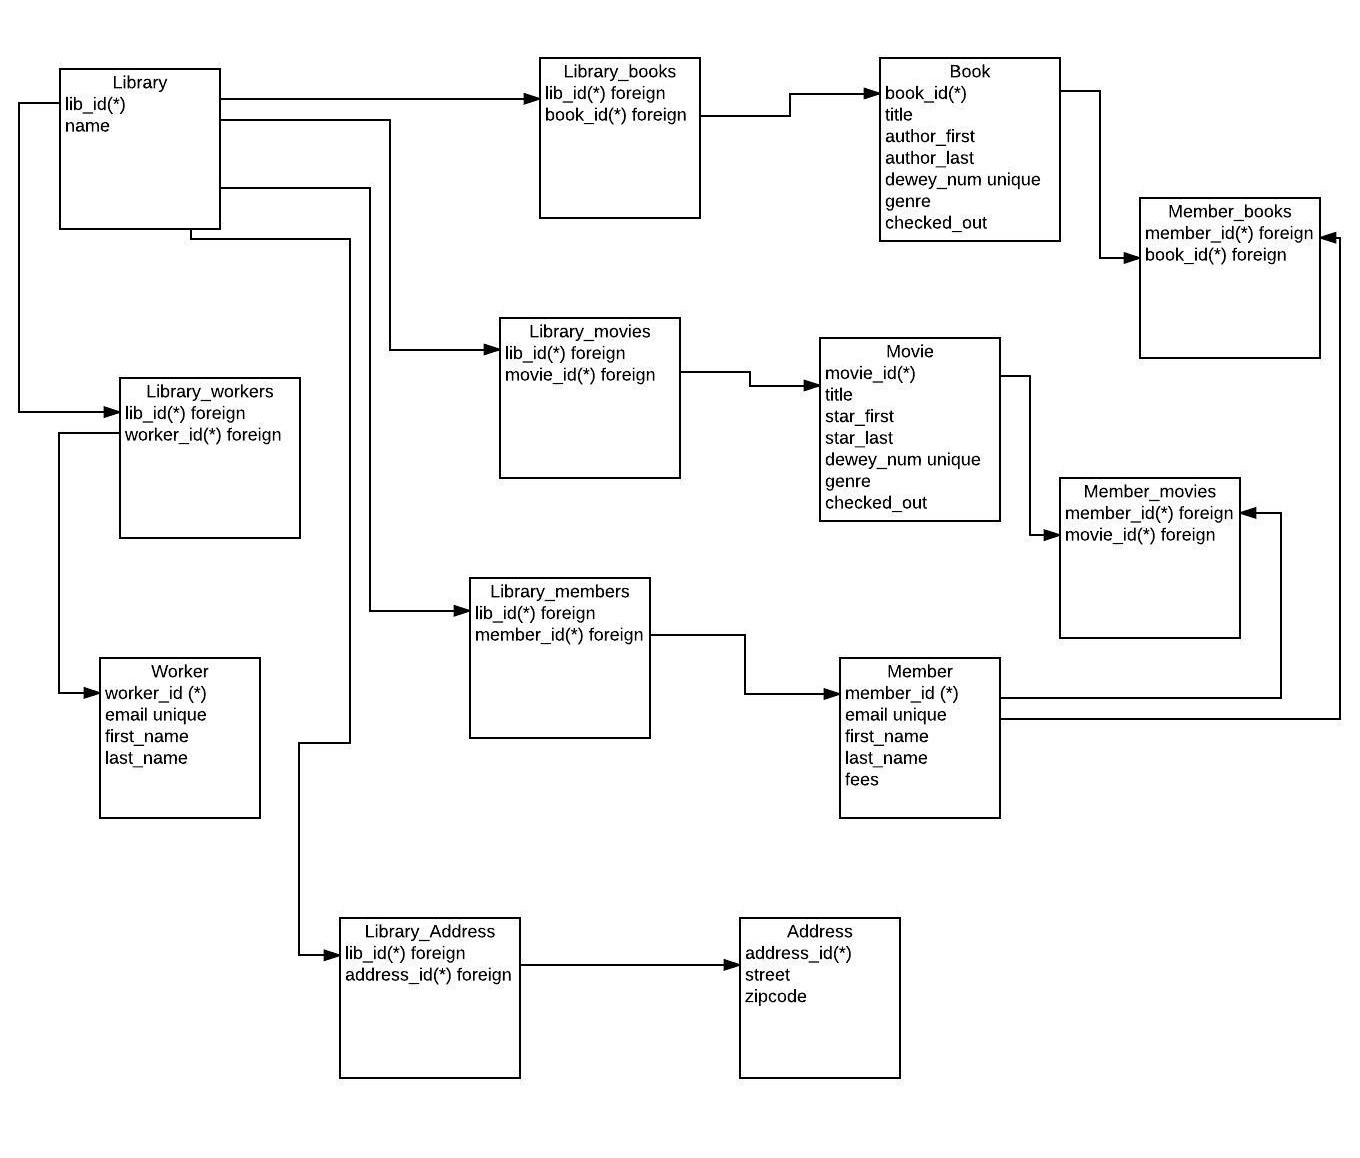 Library
lib_id(*)
name
Library_books
lib_id(*) foreign
book_id(*) foreign
Book
book_id(*)
title
author_first
author_last
dewey_num unique
genre
checked_out
Member_books
member_id(*) foreign
book_id(*) foreign
Library_movies
lib_id(*) foreign
movie_id(*) foreign
Movie
movie_id(*)
title
star_first
star_last
dewey_num unique
genre
checked_out
Library_workers
lib_id(*) foreign
worker_id(*) foreign
Member_movies
member_id(*) foreign
movie_id(*) foreign
Library_members
lib_id(*) foreign
member_id(*) foreign
Worker
worker_id (*)
email unique
first_name
last_name
Member
member_id (*)
email unique
first_name
last_name
fees
Library_Address
lib_id(*) foreign
address_id(*) foreign
Address
address_id(*)
street
zipcode